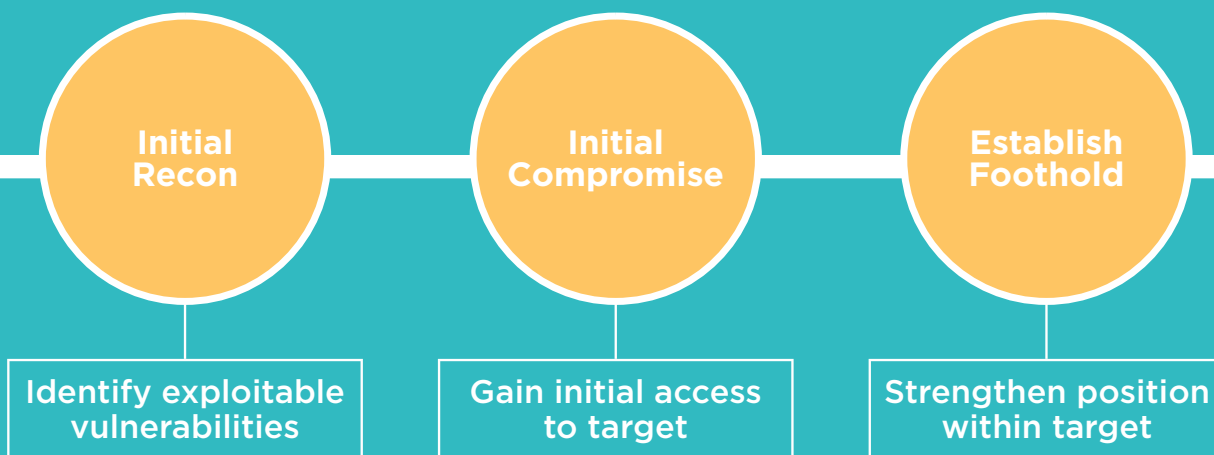 Initial
Recon
Initial
Compromise
Establish
Foothold
Identify exploitable
vulnerabilities
Gain initial access
to target
Strengthen position
within target